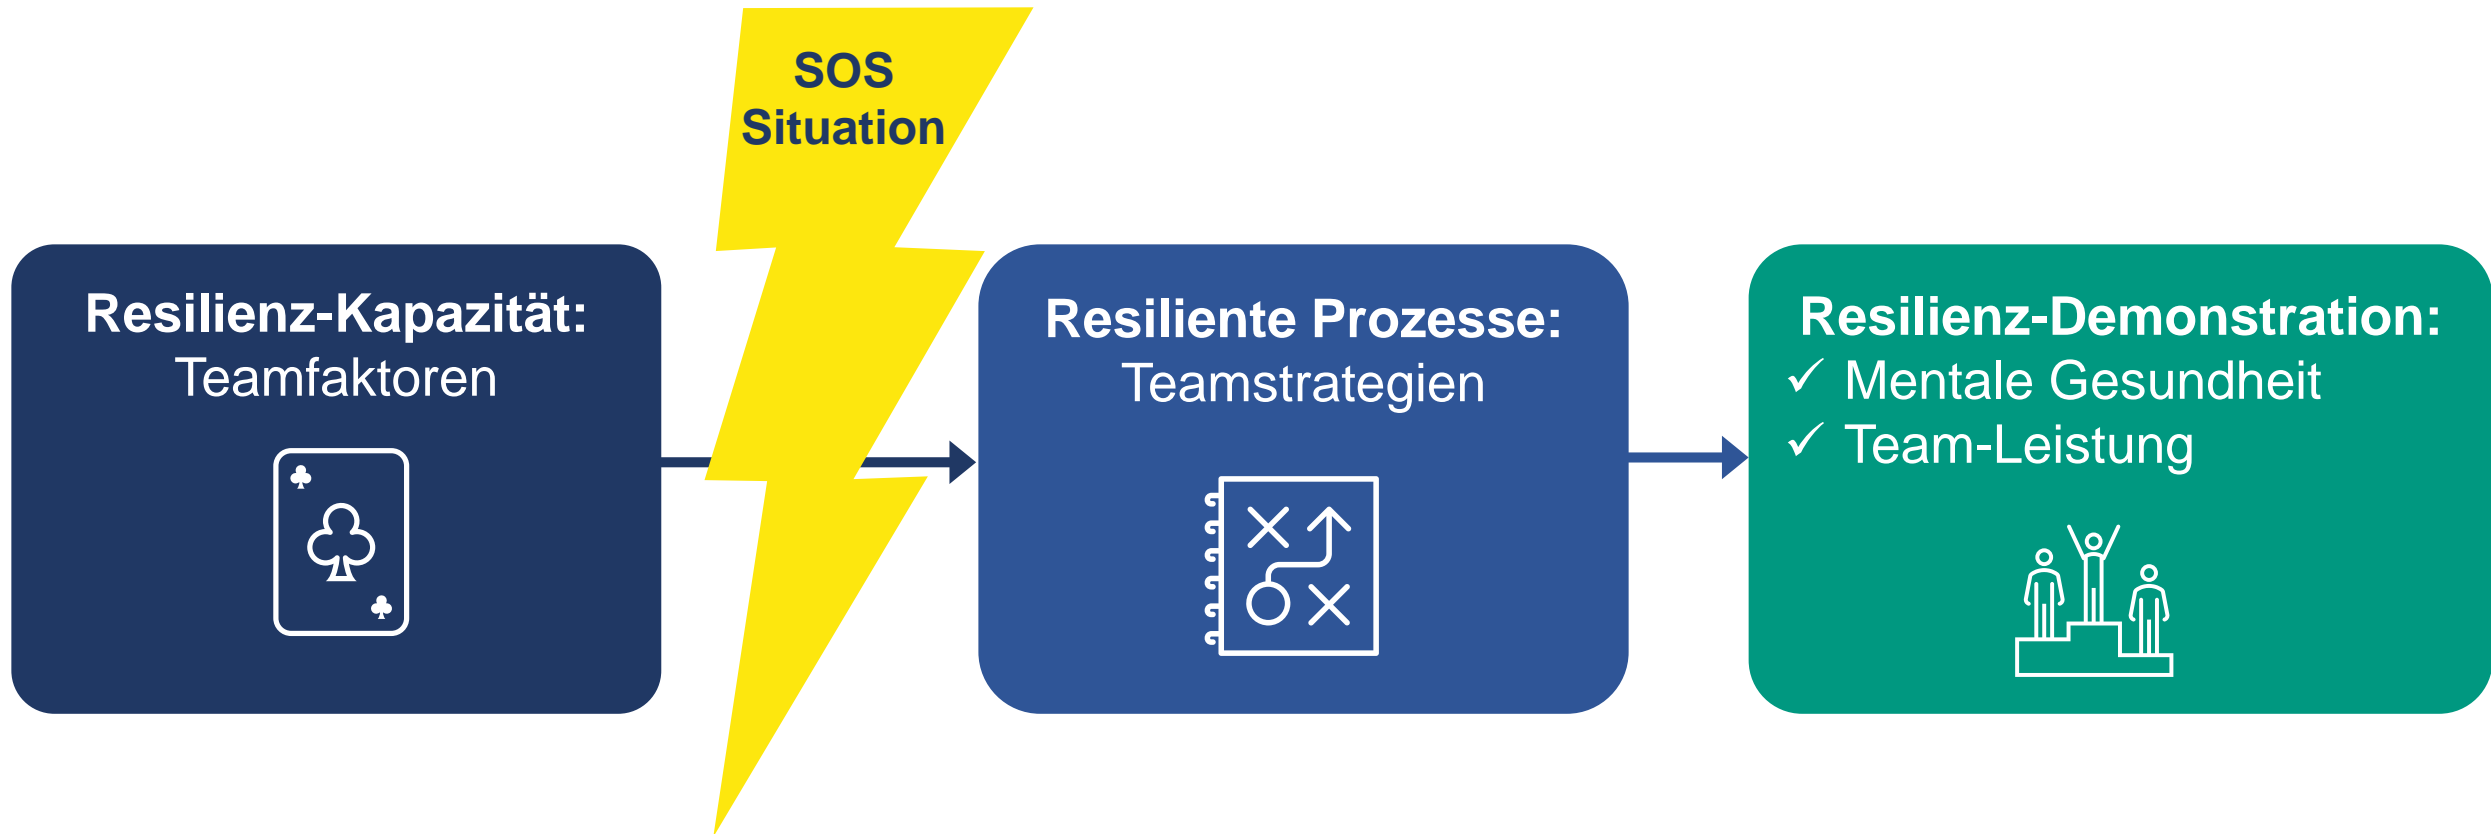 SOS
Situation
Resilienz-Kapazität:
Teamfaktoren
Resiliente Prozesse:
Teamstrategien
Resilienz-Demonstration:
✓ Mentale Gesundheit
✓ Team-Leistung